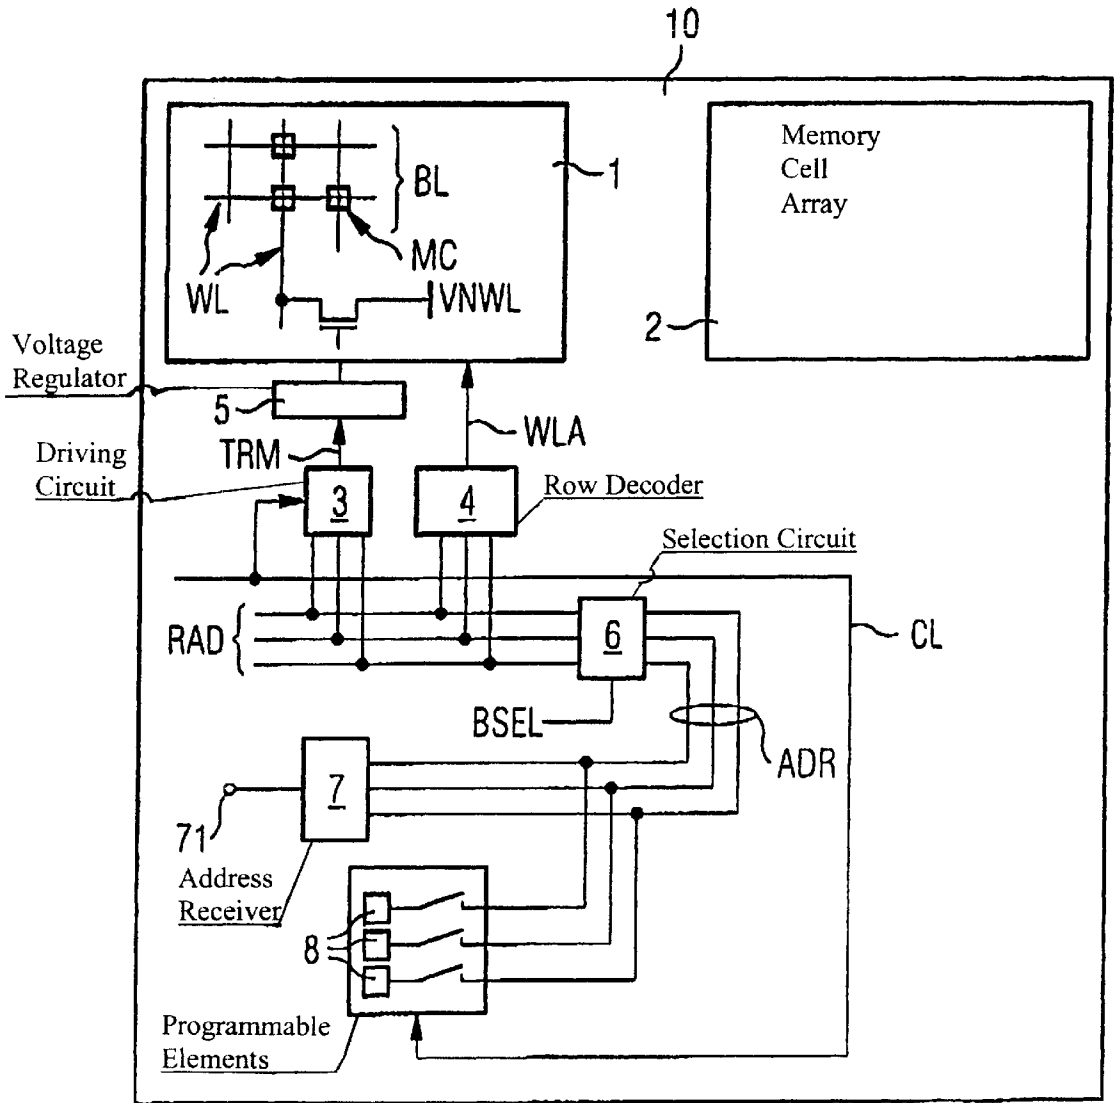 10
Memory
Cell
Array
1
BL
MC
WL
VNWL
2
Voltage
Regulator
5
WLA
TRM
Driving
Circuit
3
4
Row Decoder
Selection Circuit
RAD
6
CL
BSEL
ADR
7
71
Address
Receiver
8
Programmable
Elements